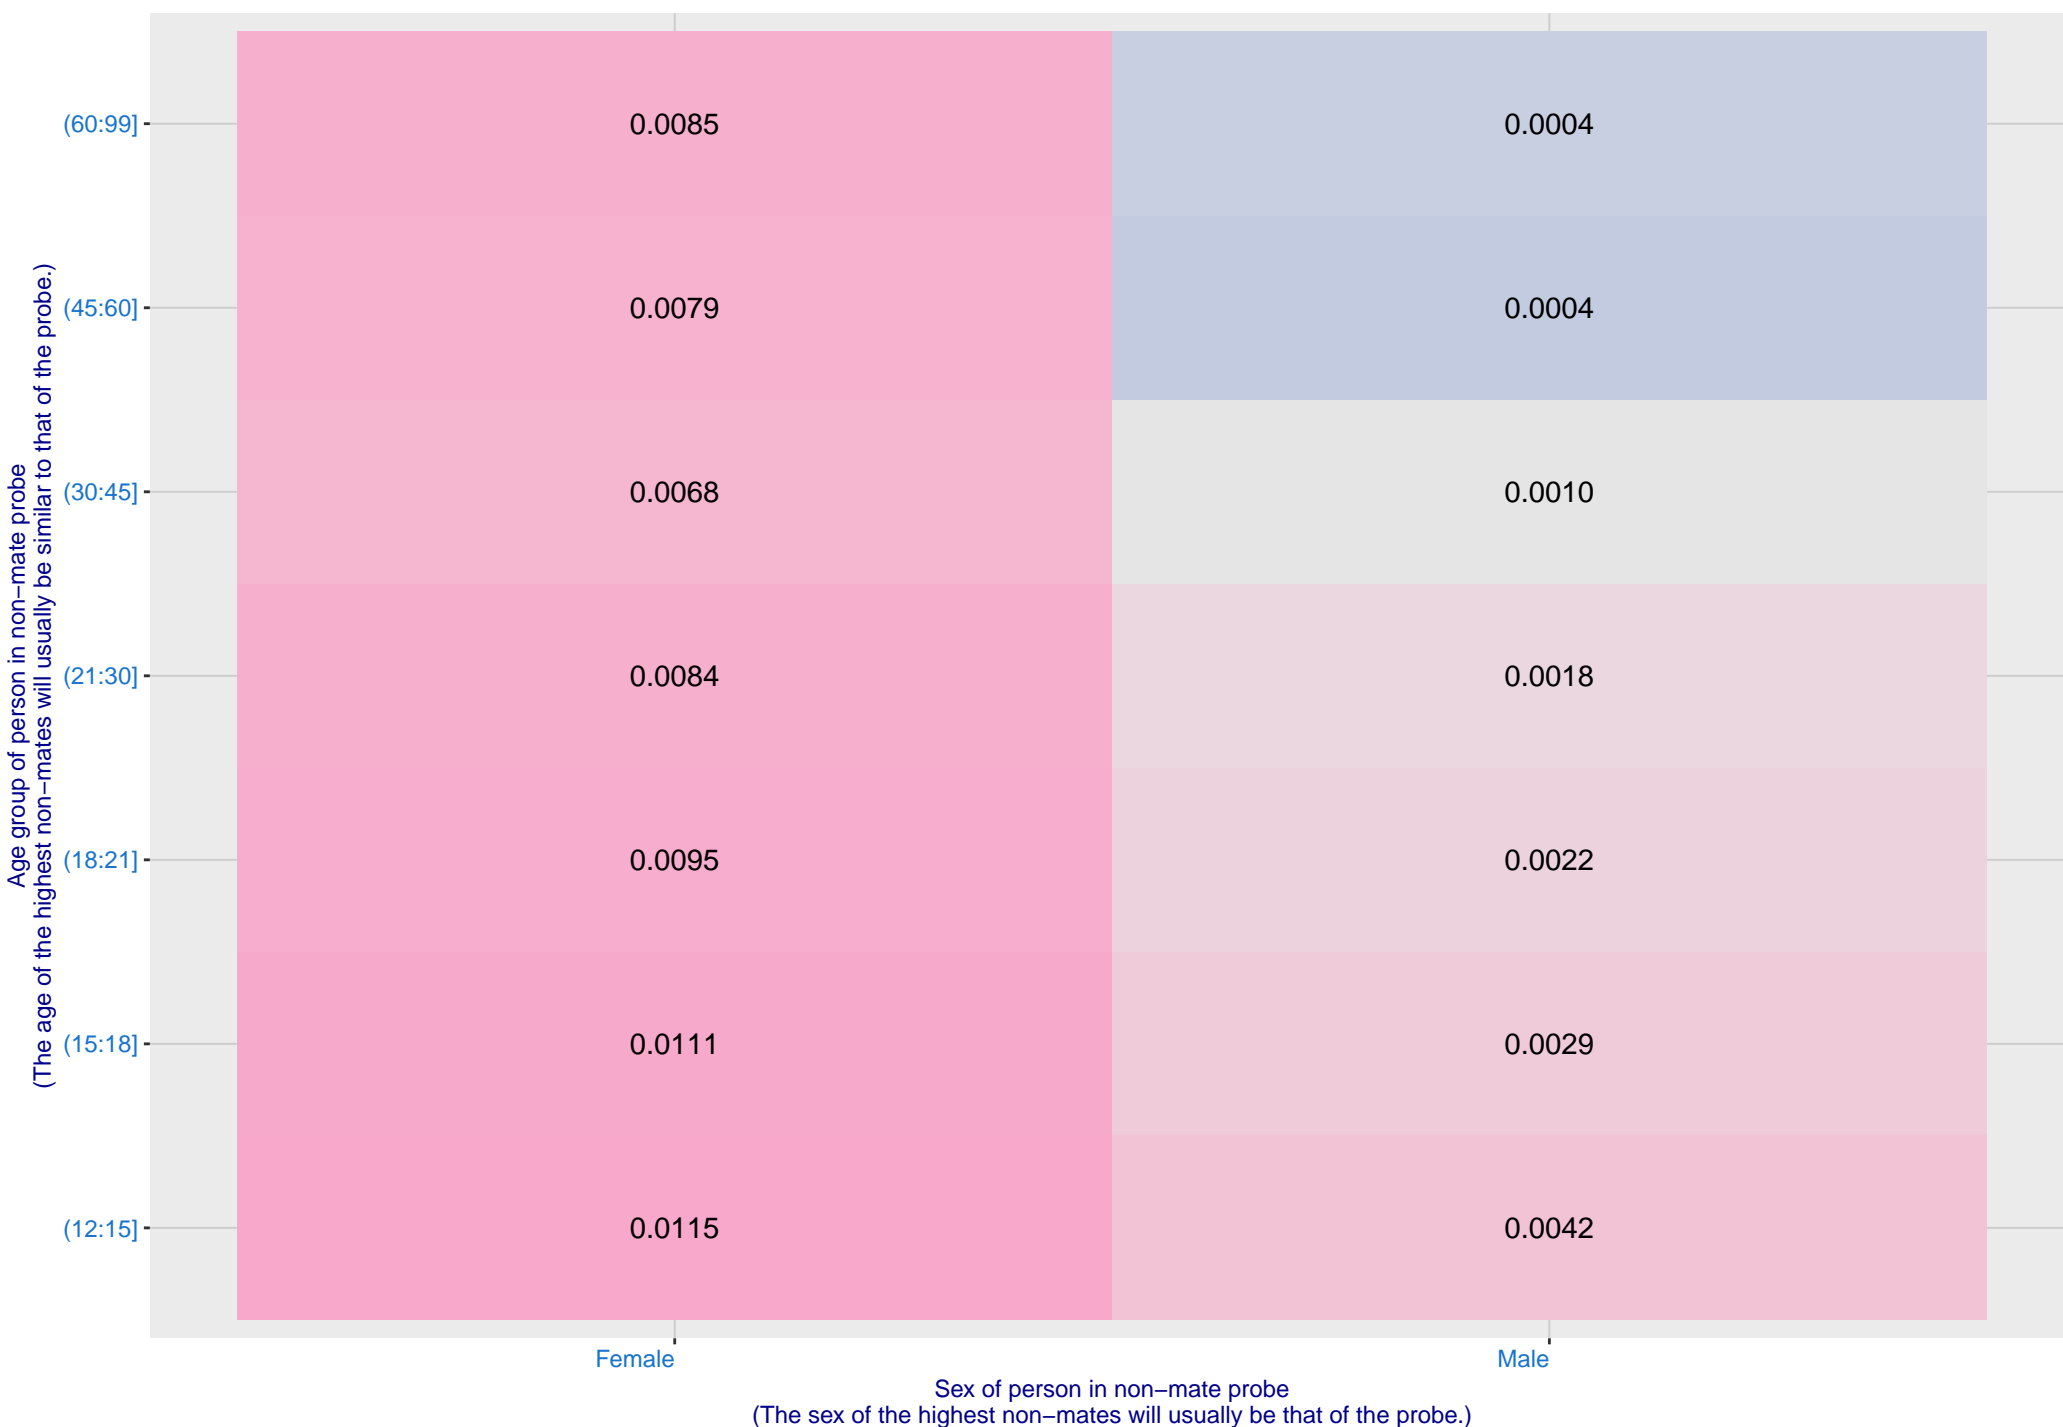 Age group of person in non−mate probe
(The age of the highest non−mates will usually be similar to that of the probe.)
(60:99] 0.0085 0.0004
(45:60] 0.0079 0.0004
(30:45] 0.0068 0.0010
(21:30] 0.0084 0.0018
(18:21] 0.0095 0.0022
(15:18] 0.0111 0.0029
(12:15] 0.0115 0.0042
Female Male
Sex of person in non−mate probe
(The sex of the highest non−mates will usually be that of the probe.)